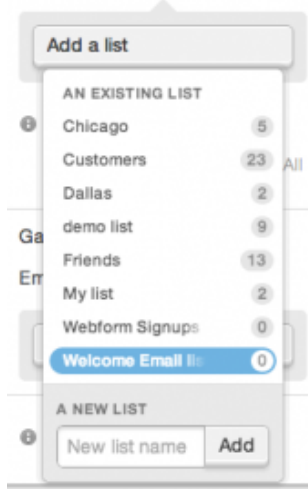 Add a list
AN EXISTING LIST
Chicago 5
Customers 23
All
Dallas 2
Ga
demo list 9
Friends 13
Em
My list 2
Webform Signups 0
Welcome Email lis 0
A NEW LIST
New list name Add